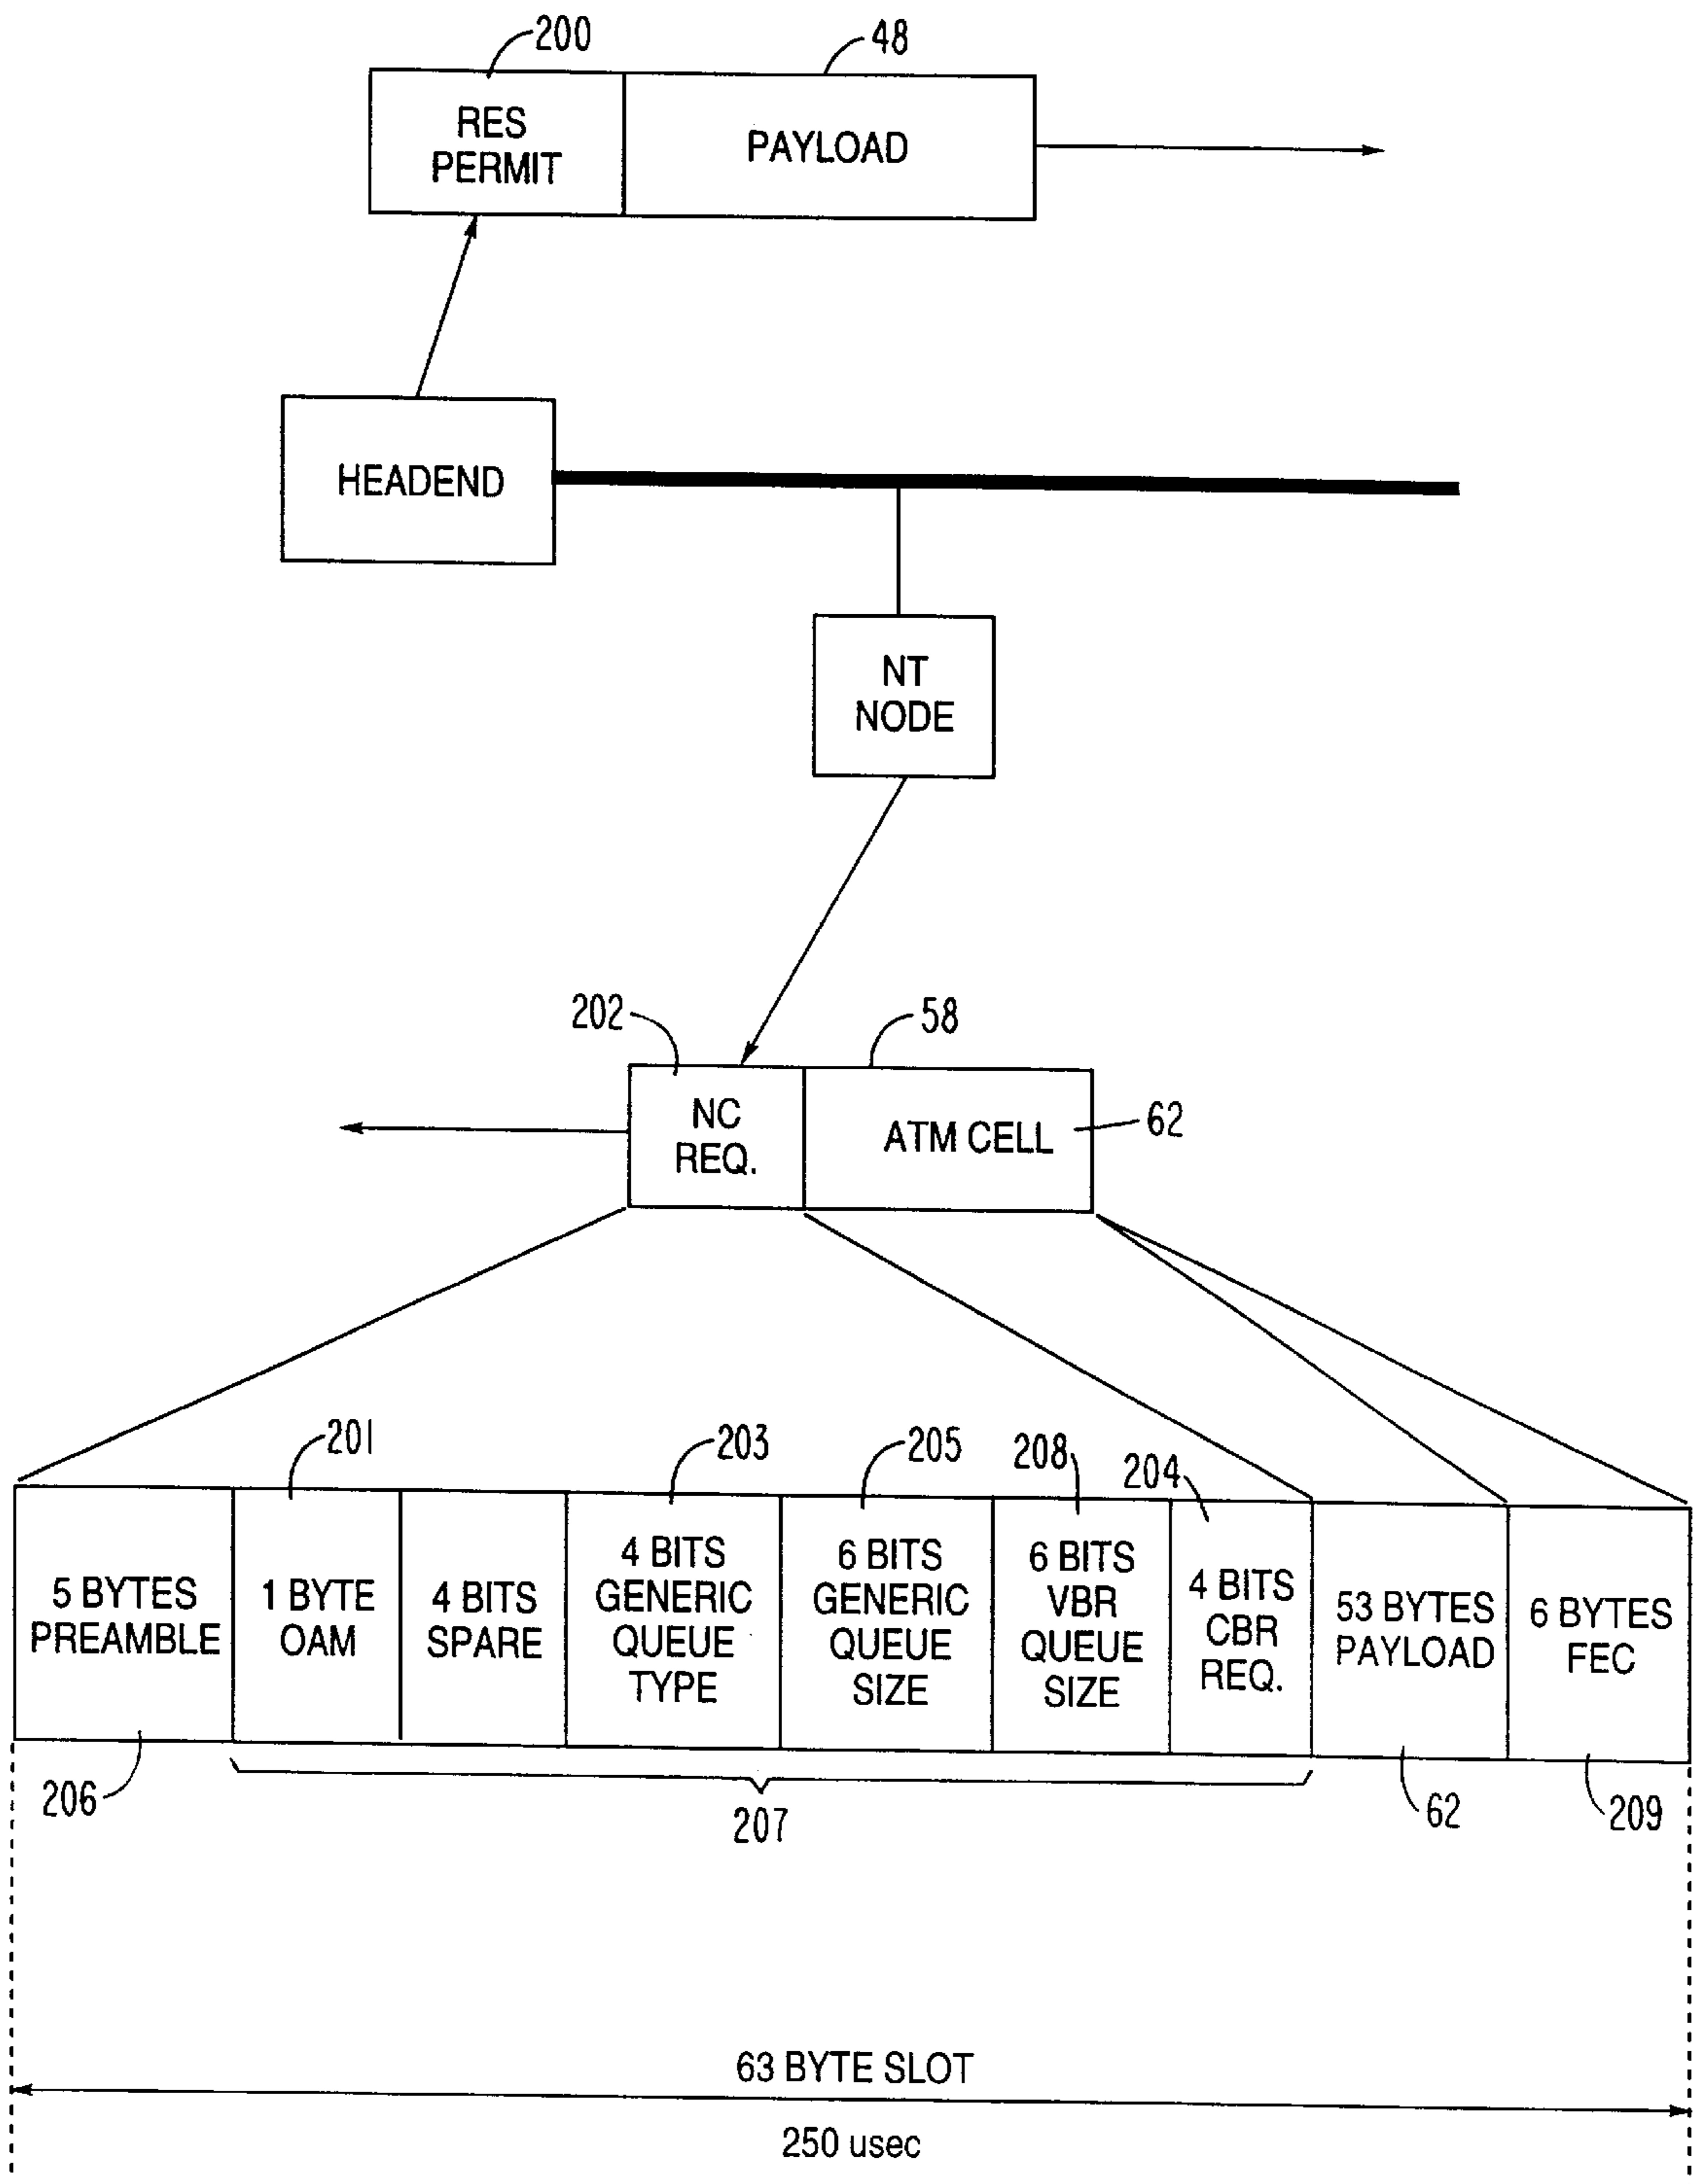 200
48
RES
PERMIT
PAYLOAD
HEADEND
NT
NODE
202
58
NC
REQ.
ATM CELL
62
201
203
205
208
204
5 BYTES
PREAMBLE
1 BYTE
OAM
4 BITS
SPARE
4 BITS
GENERIC
QUEUE
TYPE
6 BITS
GENERIC
QUEUE
SIZE
6 BITS
VBR
QUEUE
SIZE
4 BITS
CBR
REQ.
53 BYTES
PAYLOAD
6 BYTES
FEC
206
207
62
209
63 BYTE SLOT
250 usec